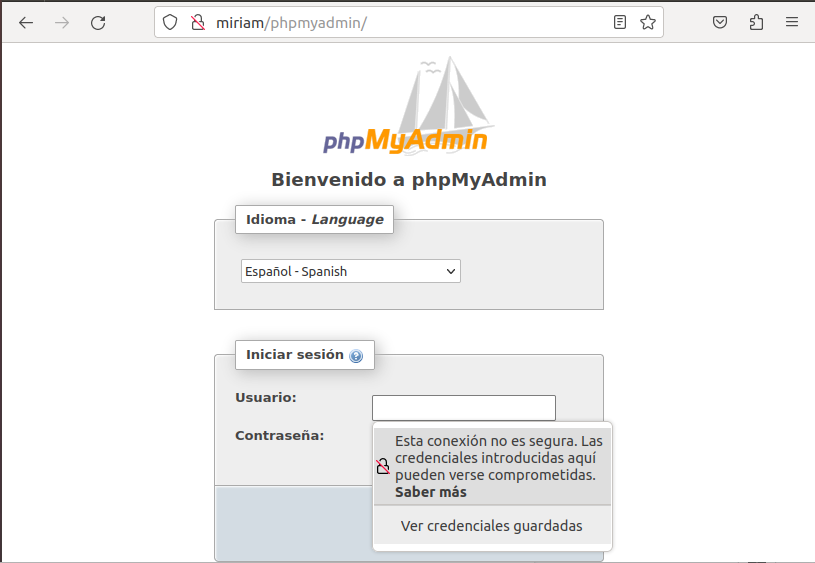 miriam/phpmyadmin/
phpMyAdmin
Bienvenido a phpMyAdmin
Idioma - Language
Español - Spanish
Iniciar sesión
Usuario:
Contraseña:
Esta conexión no es segura. Las
credenciales introducidas aquí
pueden verse comprometidas.
Saber más
Ver credenciales guardadas